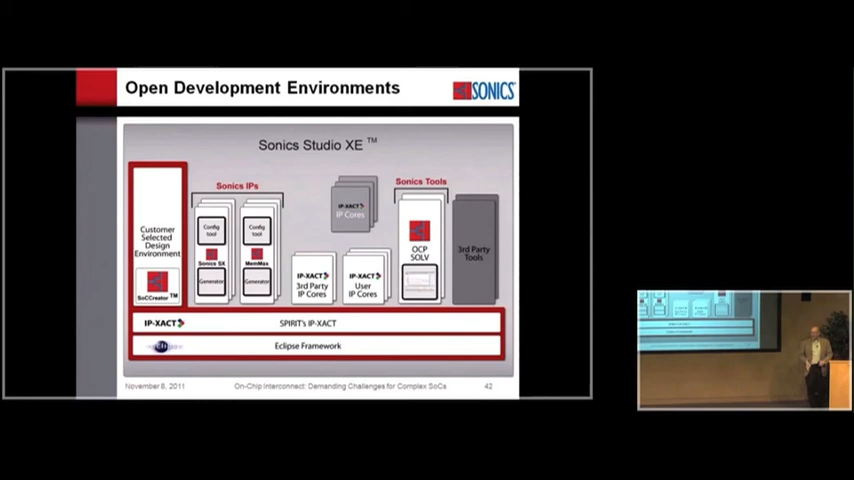 Open Development Environments
SONICS
Sonics Studio XE ™
Sonics IPs
Sonics Tools
Customer
Selected
Design
Environment
SoCCreator™
Config
tool
Sonics SX
Generator
Config
tool
MemMax
Generator
IP-XACT
IP Cores
IP-XACT
3rd Party
IP Cores
IP-XACT
User
IP Cores
OCP
SOLV
3rd Party
Tools
IP-XACT
SPIRIT's IP-XACT
Eclipse Framework
November 8, 2011
On-Chip Interconnect: Demanding Challenges for Complex SoCs
42